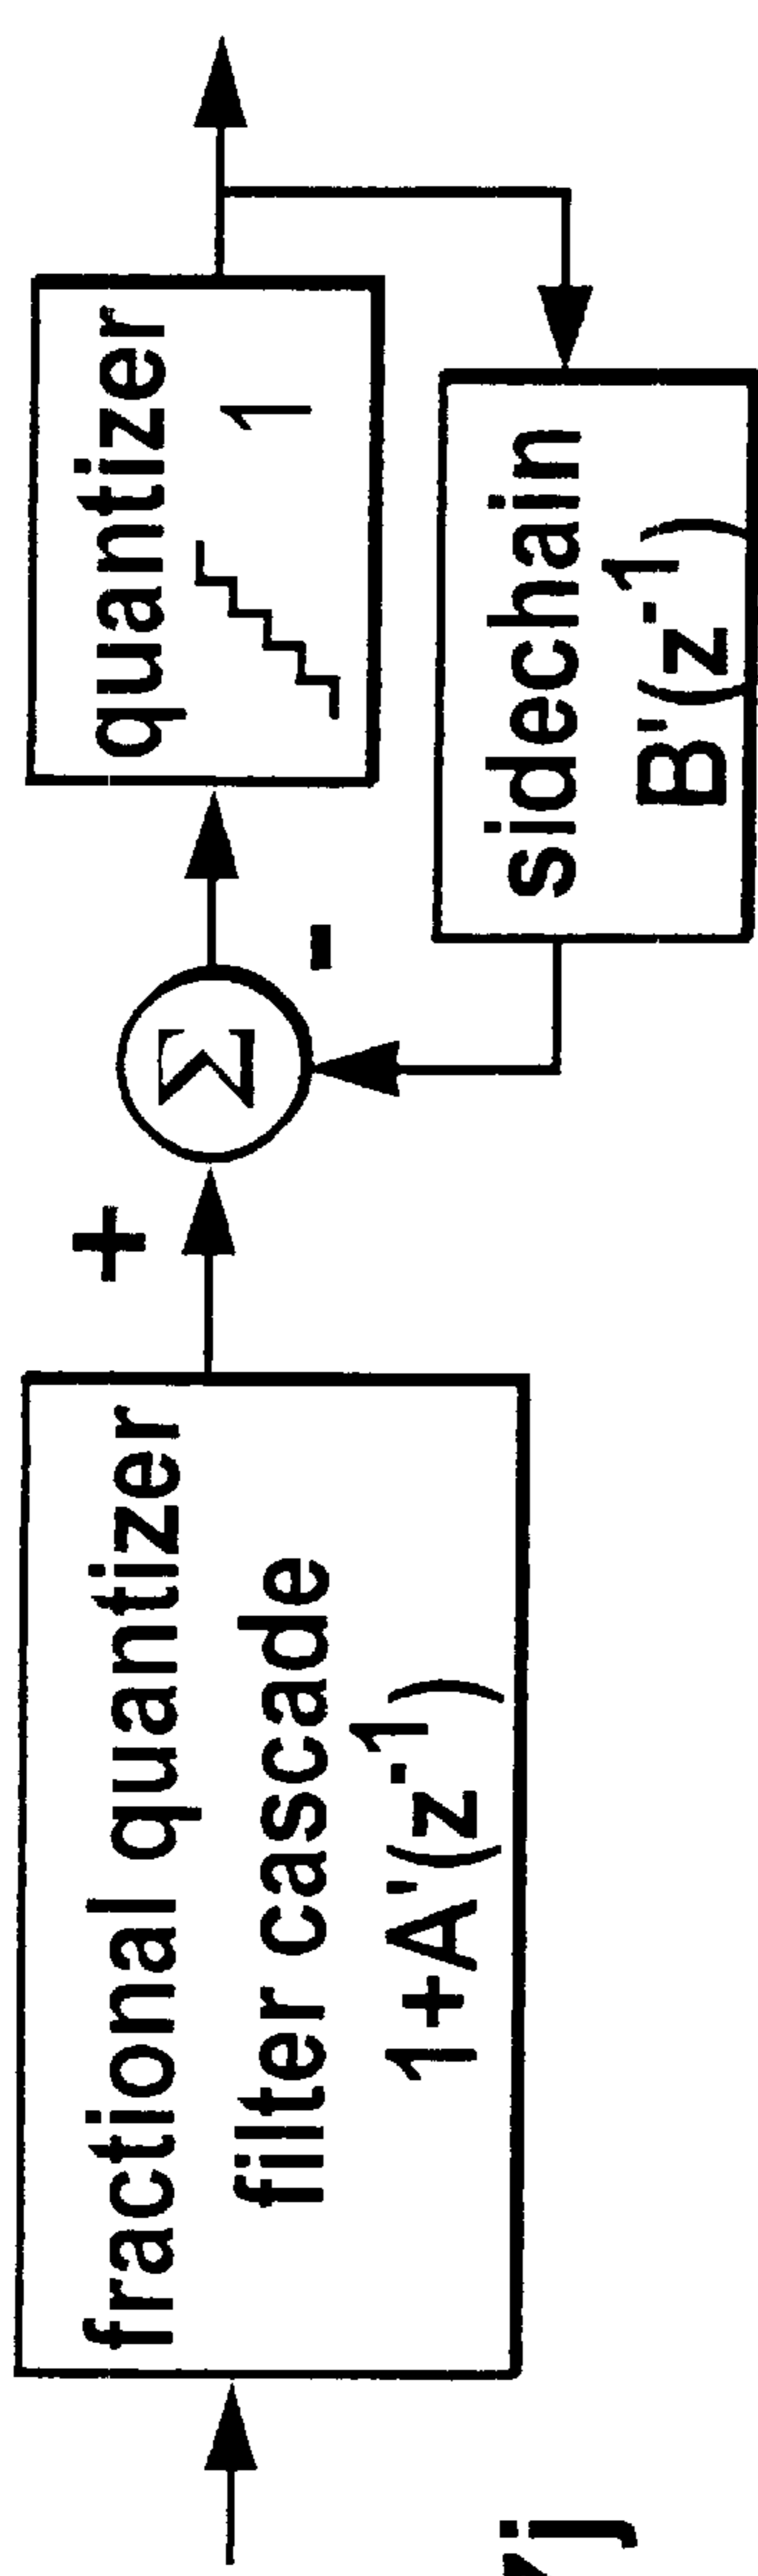 fractional quantizer
filter cascade
1+A'(z⁻¹)
+
Σ
-
quantizer
1
sidechain
B'(z⁻¹)